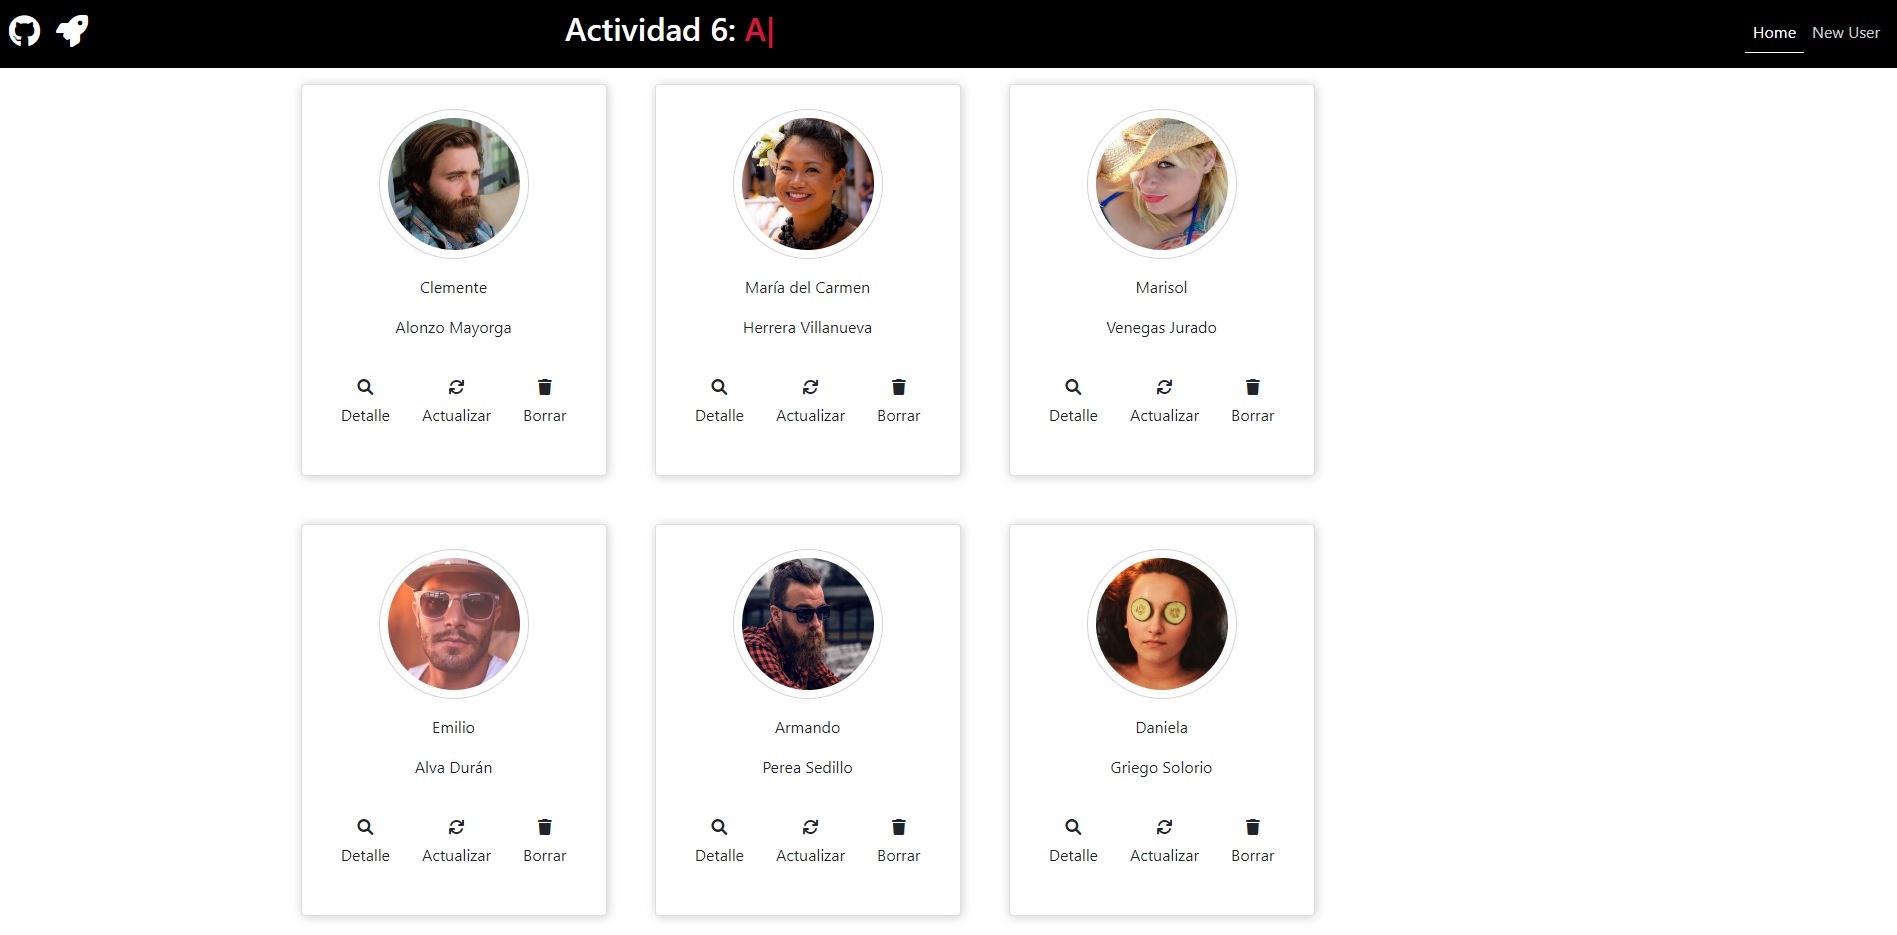 Actividad 6: A|
Home New User
Clemente
Alonzo Mayorga
Detalle Actualizar Borrar
María del Carmen
Herrera Villanueva
Detalle Actualizar Borrar
Marisol
Venegas Jurado
Detalle Actualizar Borrar
Emilio
Alva Durán
Detalle Actualizar Borrar
Armando
Perea Sedillo
Detalle Actualizar Borrar
Daniela
Griego Solorio
Detalle Actualizar Borrar